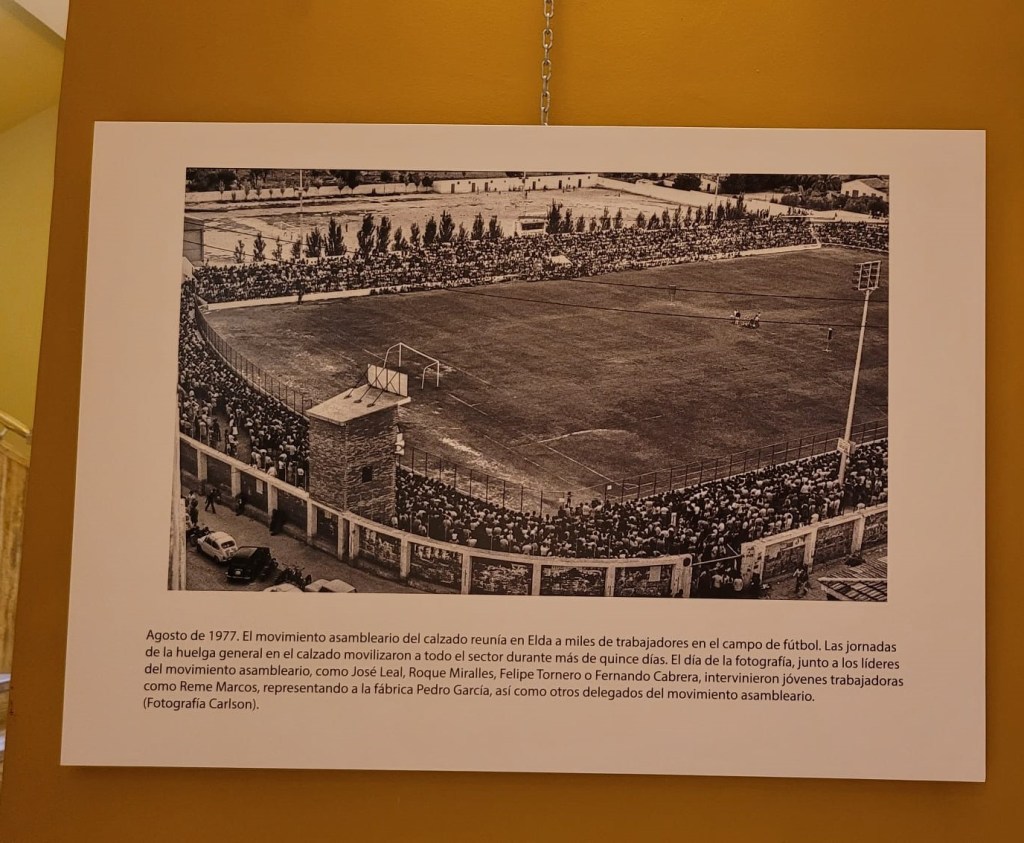 Agosto de 1977. El movimiento asambleario del calzado reunía en Elda a miles de trabajadores en el campo de fútbol. Las jornadas
de la huelga general en el calzado movilizaron a todo el sector durante más de quince días. El día de la fotografía, junto a los líderes
del movimiento asambleario, como José Leal, Roque Miralles, Felipe Tornero o Fernando Cabrera, intervinieron jóvenes trabajadoras
como Reme Marcos, representando a la fábrica Pedro García, así como otros delegados del movimiento asambleario.
(Fotografía Carlson).